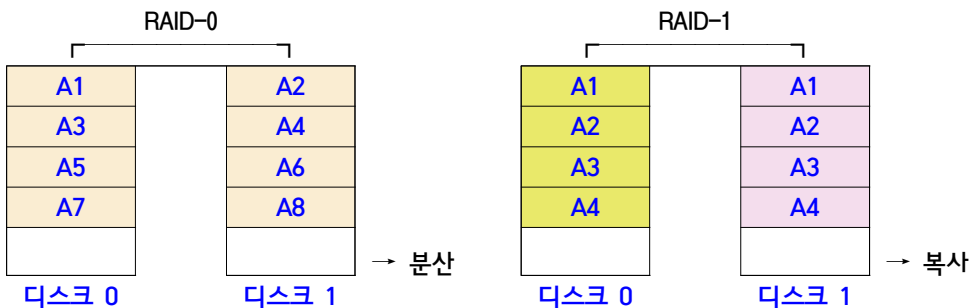 RAID-0
A1 A2
A3 A4
A5 A6
A7 A8
→ 분산
디스크 0 디스크 1
RAID-1
A1 A1
A2 A2
A3 A3
A4 A4
→ 복사
디스크 0 디스크 1